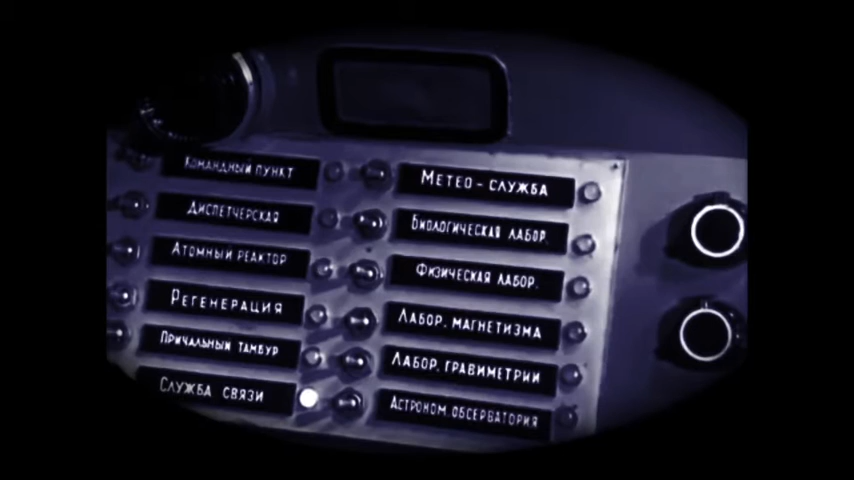 Командный пункт
Диспетчерская
Атомный реактор
Регенерация
Причальный тамбур
Служба связи
Метео - служба
Биологическая лабор.
Физическая лабор.
Лабор. магнетизма
Лабор. гравиметрии
Астроном. обсерватория